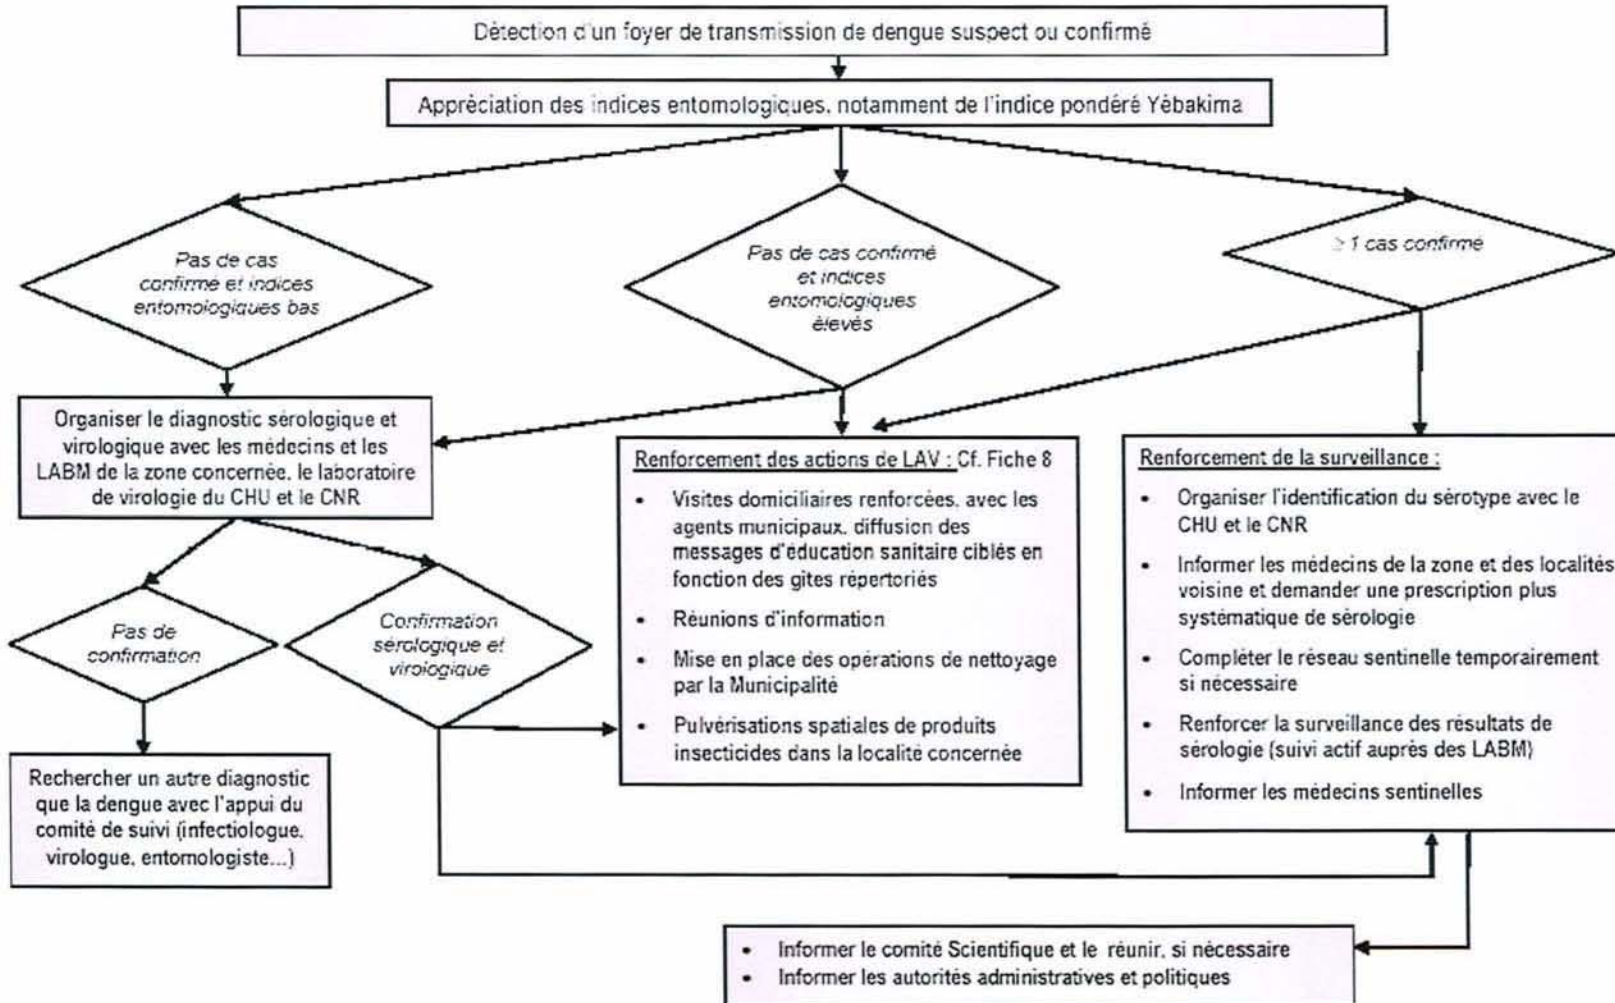 Détection d'un foyer de transmission de dengue suspect ou confirmé
Appréciation des indices entomologiques, notamment de l'indice pondéré Yébakima
Pas de cas
confirmé et indices
entomologiques bas
Pas de cas confirmé
et indices
entomologiques
élevés
≥ 1 cas confirmé
Organiser le diagnostic sérologique et
virologique avec les médecins et les
LABM de la zone concernée, le laboratoire
de virologie du CHU et le CNR
Renforcement des actions de LAV : Cf. Fiche 8
• Visites domiciliaires renforcées, avec les
agents municipaux, diffusion des
messages d'éducation sanitaire ciblés en
fonction des gîtes répertoriés
• Réunions d'information
• Mise en place des opérations de nettoyage
par la Municipalité
• Pulvérisations spatiales de produits
insecticides dans la localité concernée
Renforcement de la surveillance :
• Organiser l'identification du sérotype avec le
CHU et le CNR
• Informer les médecins de la zone et des localités
voisine et demander une prescription plus
systématique de sérologie
• Compléter le réseau sentinelle temporairement
si nécessaire
• Renforcer la surveillance des résultats de
sérologie (suivi actif auprès des LABM)
• Informer les médecins sentinelles
Pas de
confirmation
Confirmation
sérologique et
virologique
Rechercher un autre diagnostic
que la dengue avec l'appui du
comité de suivi (infectiologue,
virologue, entomologiste...)
• Informer le comité Scientifique et le réunir, si nécessaire
• Informer les autorités administratives et politiques